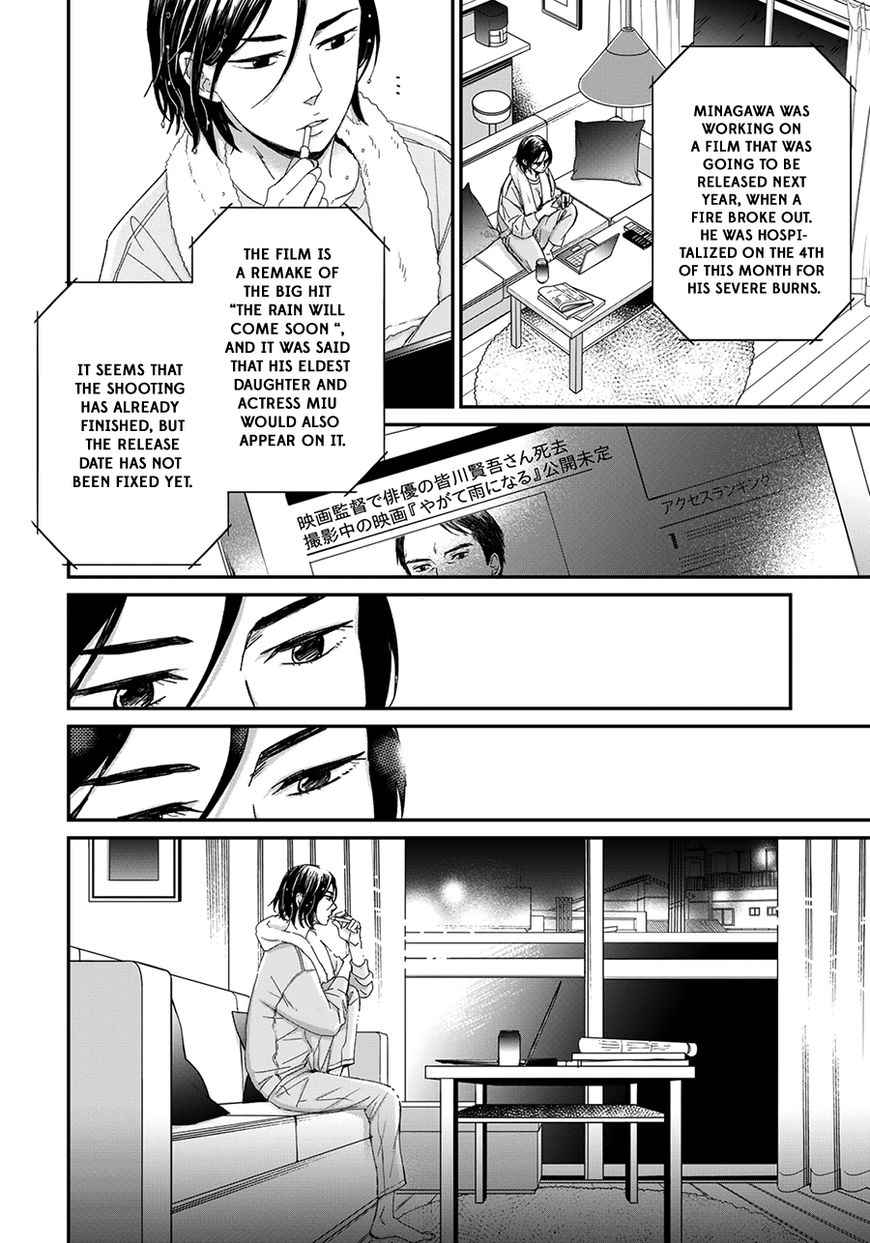 MINAGAWA WAS
WORKING ON
A FILM THAT WAS
GOING TO BE
RELEASED NEXT
YEAR, WHEN A
FIRE BROKE OUT.
HE WAS HOSPI-
TALIZED ON THE 4TH
OF THIS MONTH FOR
HIS SEVERE BURNS.
THE FILM IS
A REMAKE OF
THE BIG HIT
"THE RAIN WILL
COME SOON ",
AND IT WAS SAID
THAT HIS ELDEST
DAUGHTER AND
ACTRESS MIU
WOULD ALSO
APPEAR ON IT.
IT SEEMS THAT
THE SHOOTING
HAS ALREADY
FINISHED, BUT
THE RELEASE
DATE HAS NOT
BEEN FIXED YET.
映画監督で俳優の皆川賢吾さん死去
撮影中の映画『やがて雨になる』公開未定
アクセスランキング
1